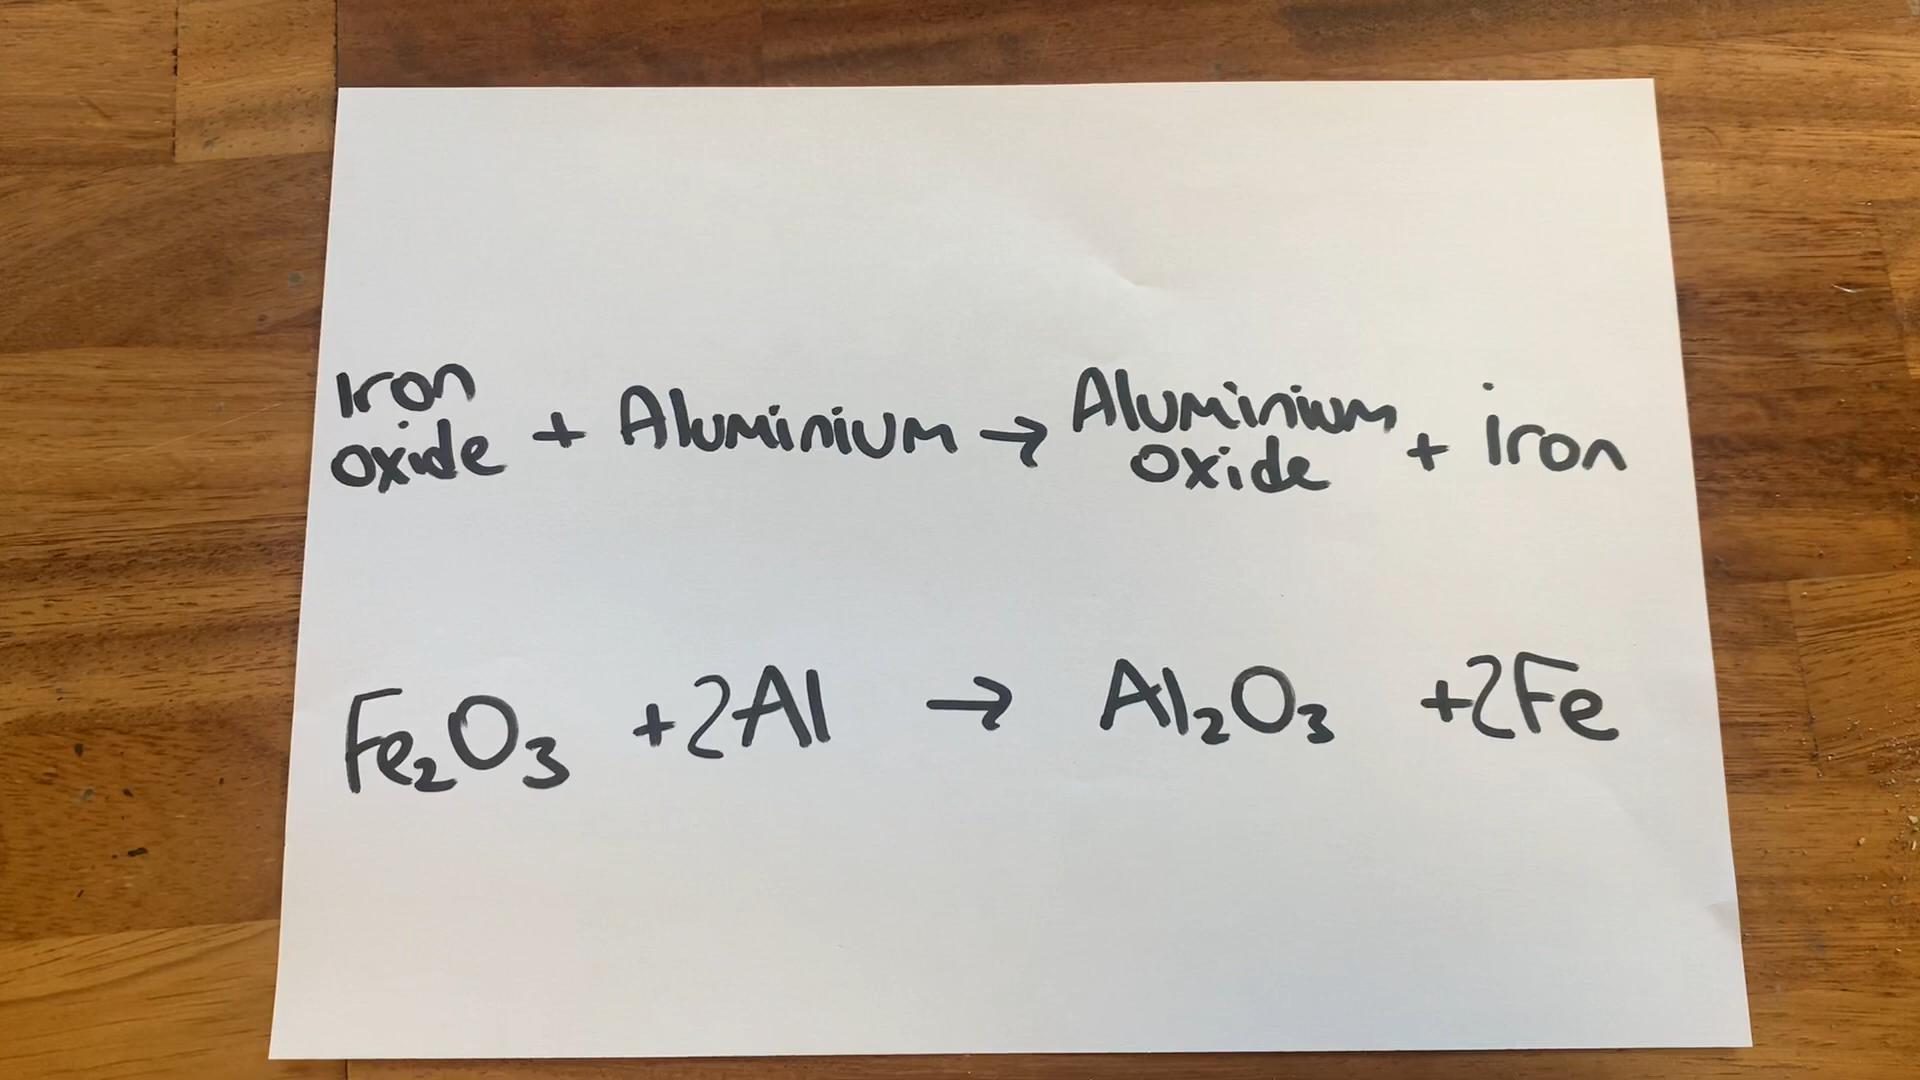 Iron oxide + Aluminium → Aluminium oxide + iron
Fe₂O₃ +2Al → Al₂O₃ +2Fe